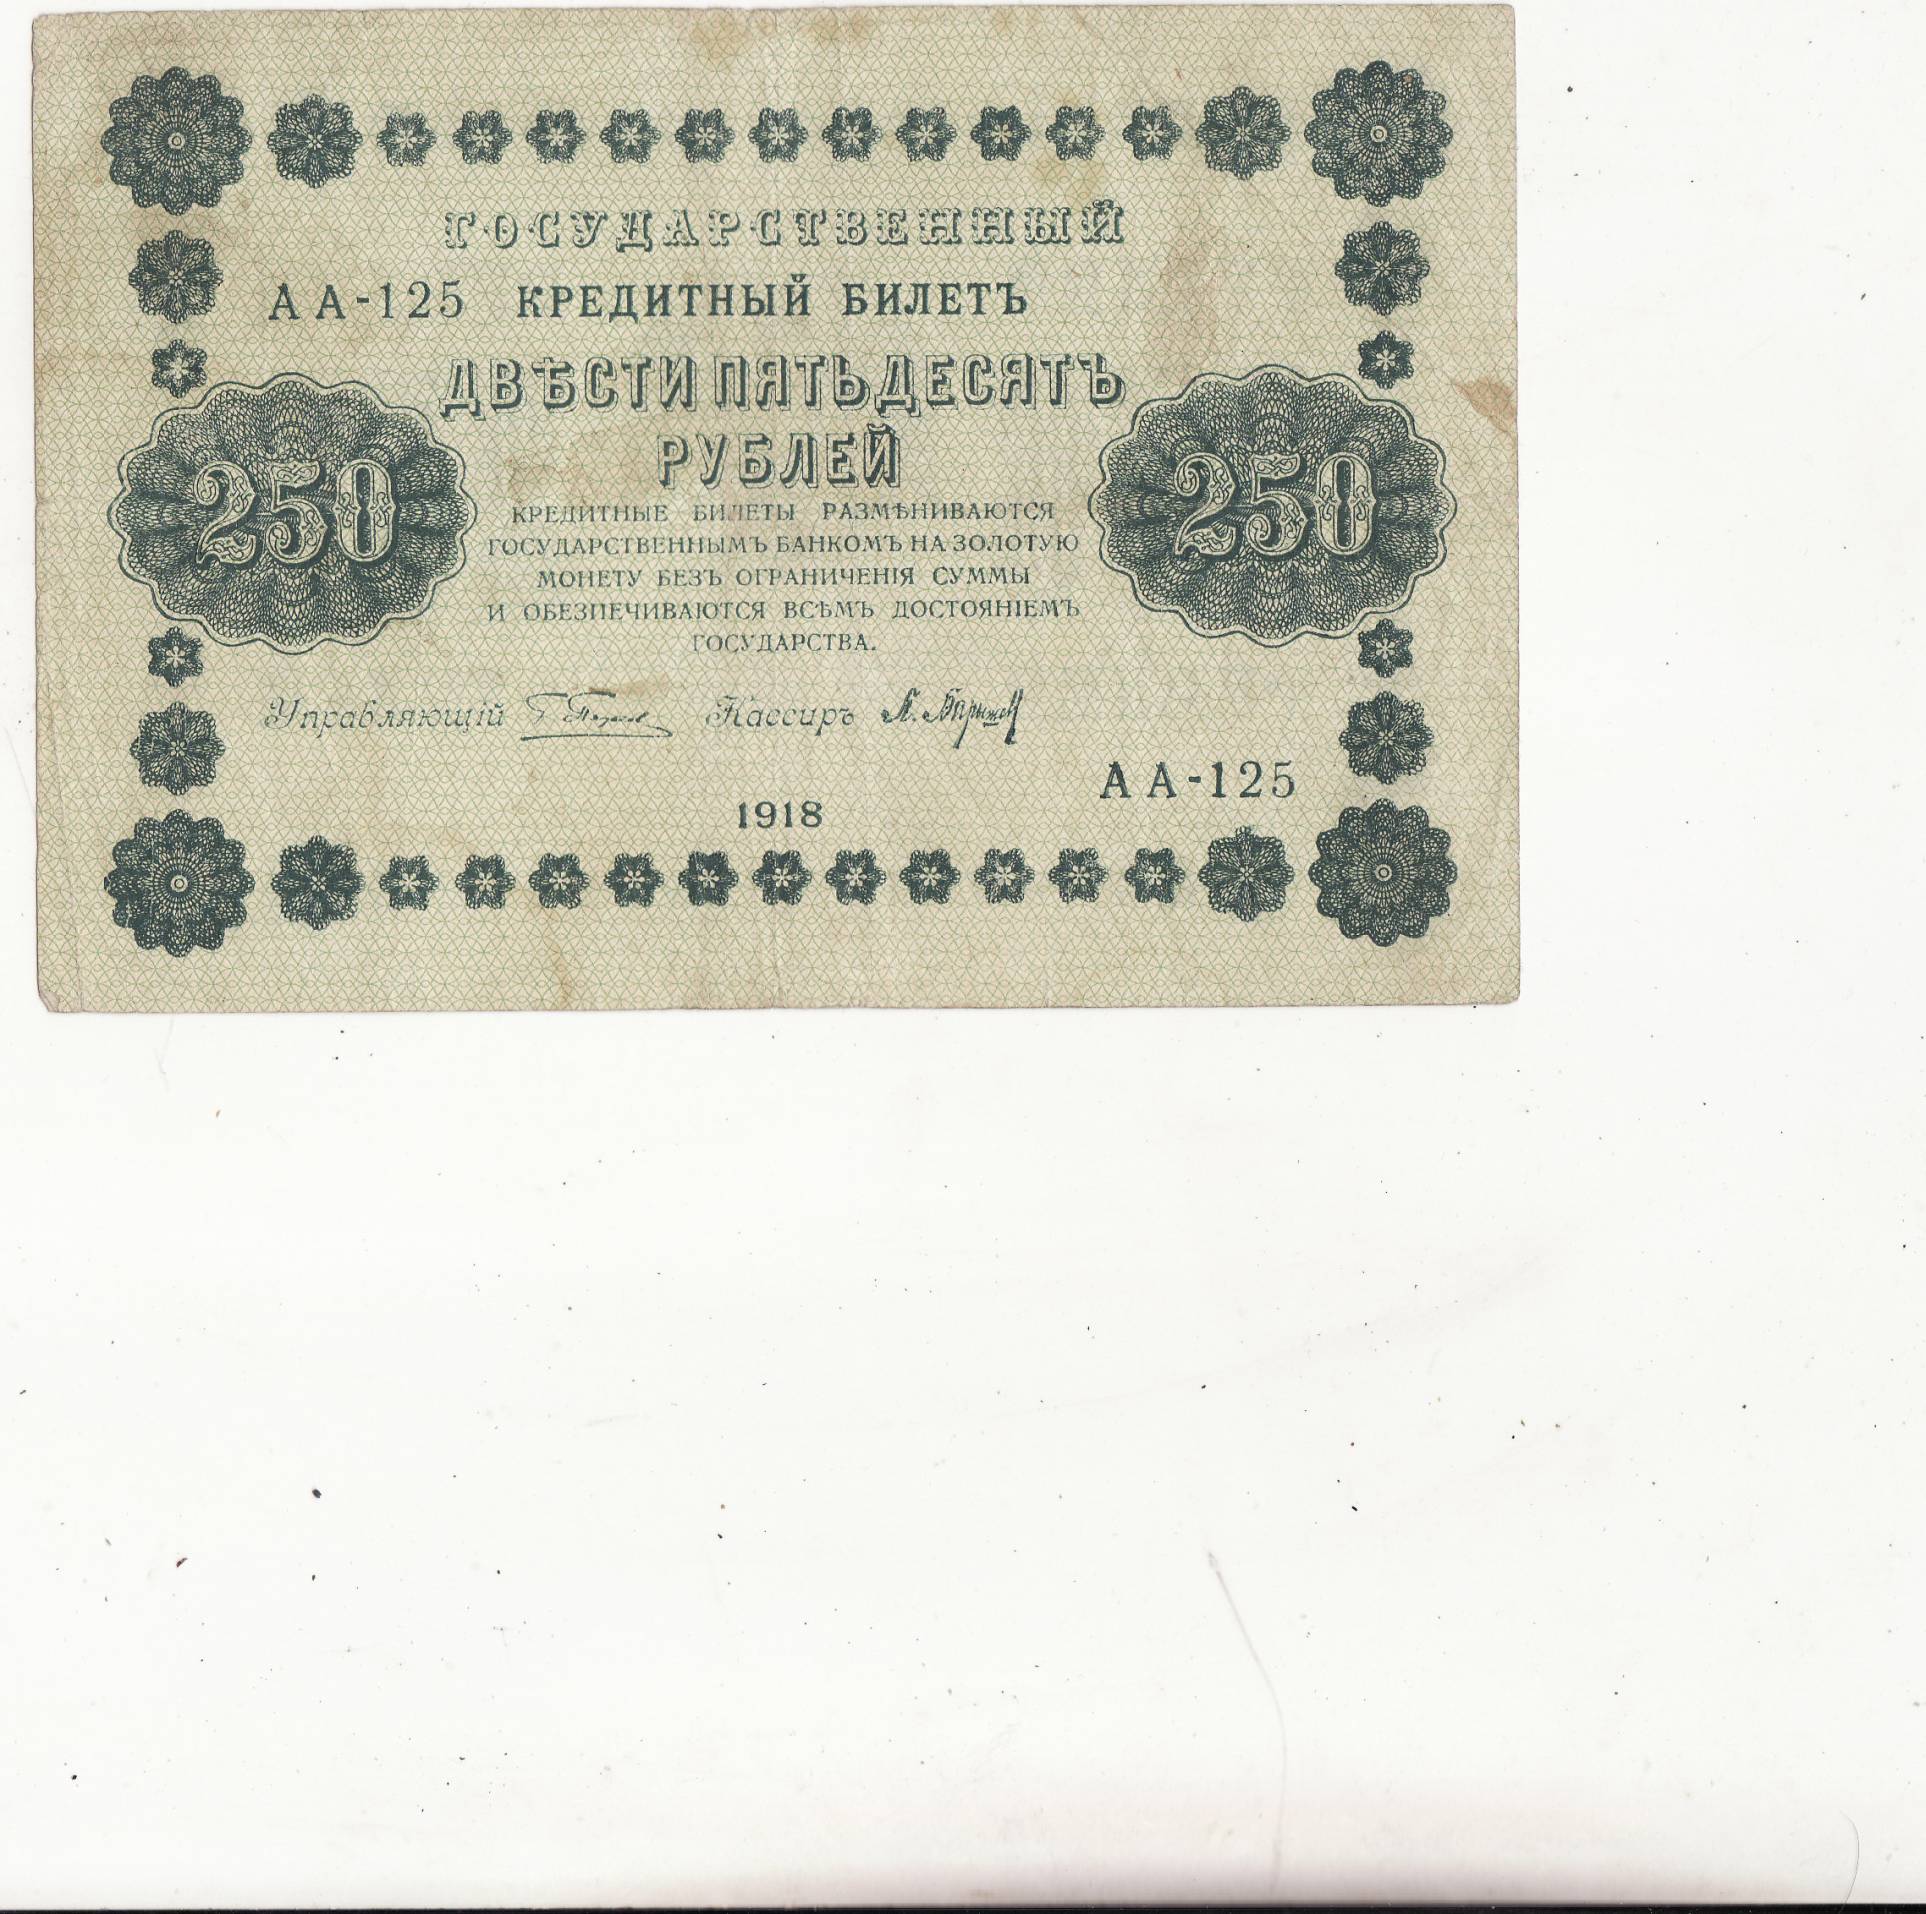 ГОСУДАРСТВЕННЫЙ
АА-125 КРЕДИТНЫЙ БИЛЕТЪ
ДВѢСТИ ПЯТЬДЕСЯТЪ
РУБЛЕЙ
250 250
КРЕДИТНЫЕ БИЛЕТЫ РАЗМѢНИВАЮТСЯ
ГОСУДАРСТВЕННЫМЪ БАНКОМЪ НА ЗОЛОТУЮ
МОНЕТУ БЕЗЪ ОГРАНИЧЕНІЯ СУММЫ
И ОБЕЗПЕЧИВАЮТСЯ ВСѢМЪ ДОСТОЯНІЕМЪ
ГОСУДАРСТВА.
Управляющій Кассиръ
АА-125
1918